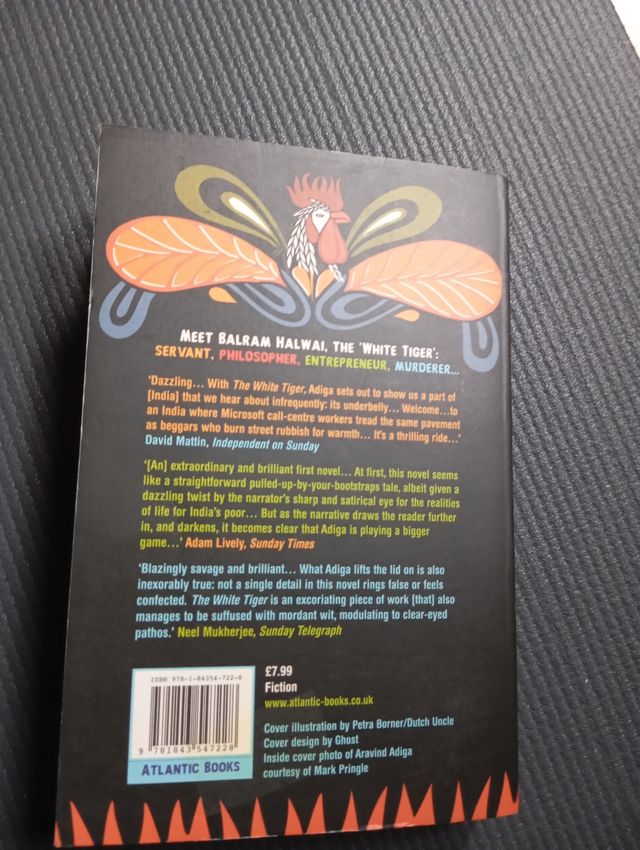 MEET BALRAM HALWAI, THE 'WHITE TIGER':
SERVANT, PHILOSOPHER, ENTREPRENEUR, MURDERER...
'Dazzling... With The White Tiger, Adiga sets out to show us a part of
[India] that we hear about infrequently: its underbelly... Welcome...to
an India where Microsoft call-centre workers tread the same pavement
as beggars who burn street rubbish for warmth... It's a thrilling ride...'
David Mattin, Independent on Sunday
'[An] extraordinary and brilliant first novel... At first, this novel seems
like a straightforward pulled-up-by-your-bootstraps tale, albeit given a
dazzling twist by the narrator's sharp and satirical eye for the realities
of life for India's poor... But as the narrative draws the reader further
in, and darkens, it becomes clear that Adiga is playing a bigger
game...' Adam Lively, Sunday Times
'Blazingly savage and brilliant... What Adiga lifts the lid on is also
inexorably true: not a single detail in this novel rings false or feels
confected. The White Tiger is an excoriating piece of work [that] also
manages to be suffused with mordant wit, modulating to clear-eyed
pathos.' Neel Mukherjee, Sunday Telegraph
ISBN 978-1-84354-722-8
9 781843 547228
ATLANTIC BOOKS
£7.99
Fiction
www.atlantic-books.co.uk
Cover illustration by Petra Borner/Dutch Uncle
Cover design by Ghost
Inside cover photo of Aravind Adiga
courtesy of Mark Pringle